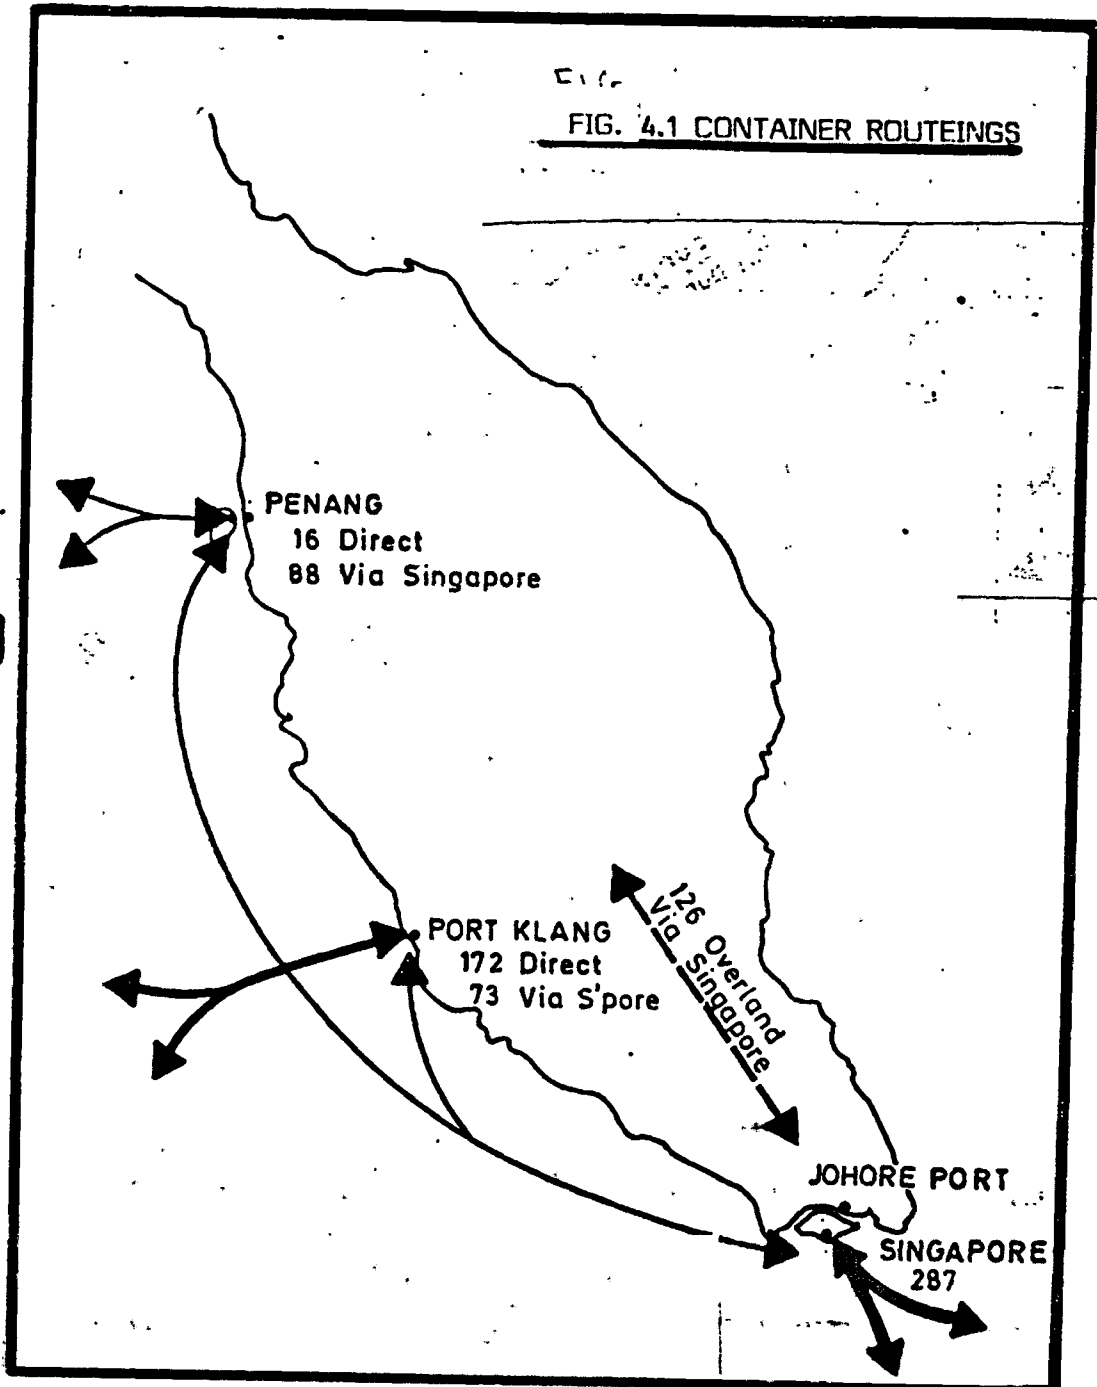 FIG. 4.1 CONTAINER ROUTEINGS
PENANG
16 Direct
88 Via Singapore
PORT KLANG
172 Direct
73 Via S'pore
126 Overland
Via Singapore
JOHORE PORT
SINGAPORE
287